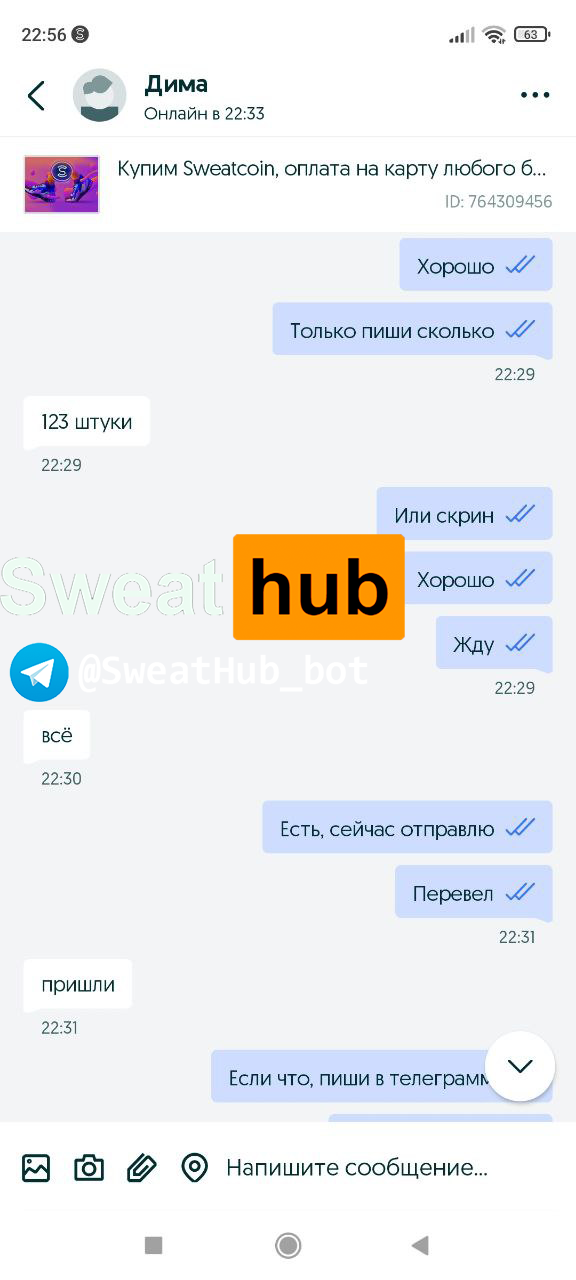 22:56
63
Дима
Онлайн в 22:33
Купим Sweatcoin, оплата на карту любого б...
ID: 764309456
Хорошо
Только пиши сколько
22:29
123 штуки
22:29
Или скрин
Хорошо
Sweat hub
Жду
@SweatHub_bot
22:29
всё
22:30
Есть, сейчас отправлю
Перевел
22:31
пришли
22:31
Если что, пиши в телеграмм
Напишите сообщение...